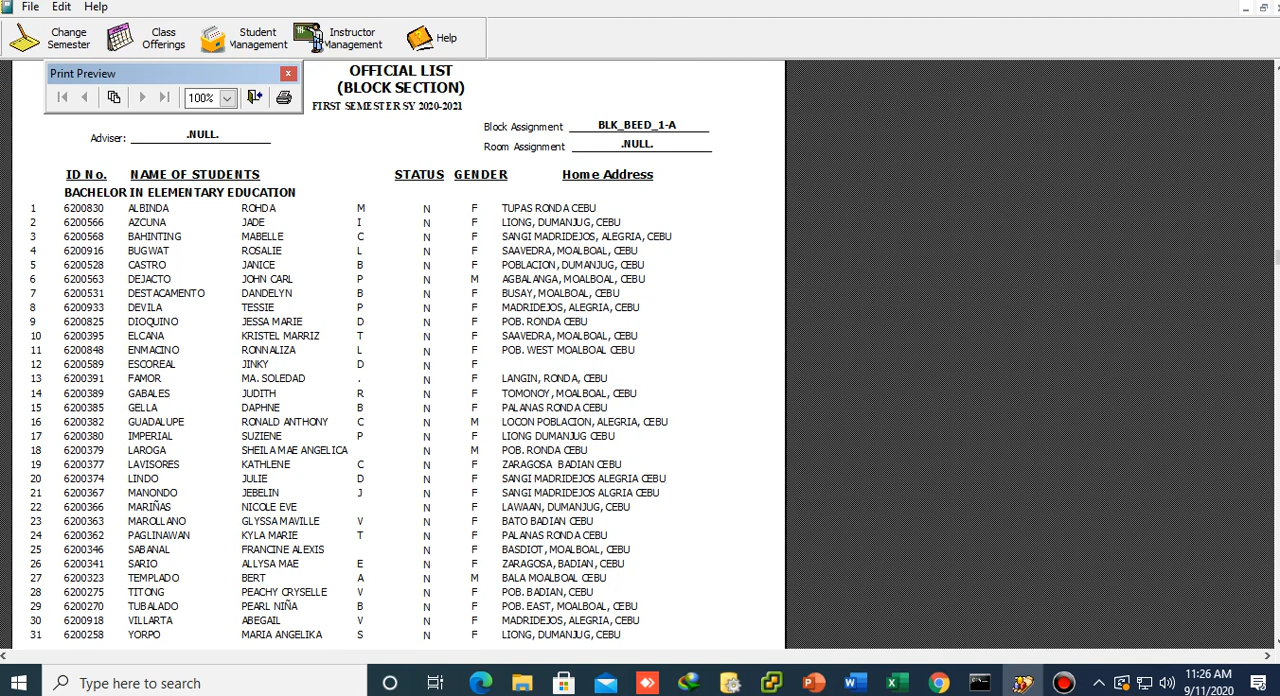 File Edit Help
Change Semester
Class Offerings
Student Management
Instructor Management
Help
Print Preview
100%
OFFICIAL LIST
(BLOCK SECTION)
FIRST SEMESTER SY 2020-2021
Adviser: .NULL.
Block Assignment BLK_BEED_1-A
Room Assignment .NULL.
ID No. NAME OF STUDENTS STATUS GENDER Home Address
BACHELOR IN ELEMENTARY EDUCATION
1 6200830 ALBINDA ROHDA M N F TUPAS RONDA CEBU
2 6200566 AZCUNA JADE I N F LIONG, DUMANJUG, CEBU
3 6200568 BAHINTING MABELLE C N F SANGI MADRIDEJOS, ALEGRIA, CEBU
4 6200916 BUGWAT ROSALIE L N F SAAVEDRA, MOALBOAL, CEBU
5 6200528 CASTRO JANICE B N F POBLACION, DUMANJUG, CEBU
6 6200563 DEJACTO JOHN CARL P N M AGBALANGA, MOALBOAL, CEBU
7 6200531 DESTACAMENTO DANDELYN B N F BUSAY, MOALBOAL, CEBU
8 6200933 DEVILA TESSIE P N F MADRIDEJOS, ALEGRIA, CEBU
9 6200825 DIOQUINO JESSA MARIE D N F POB. RONDA CEBU
10 6200395 ELCANA KRISTEL MARRIZ T N F SAAVEDRA, MOALBOAL, CEBU
11 6200848 ENMACINO RONNALIZA L N F POB. WEST MOALBOAL CEBU
12 6200589 ESCOREAL JINKY D N F
13 6200391 FAMOR MA. SOLEDAD . N F LANGIN, RONDA, CEBU
14 6200389 GABALES JUDITH R N F TOMONOY, MOALBOAL, CEBU
15 6200385 GELLA DAPHNE B N F PALANAS RONDA CEBU
16 6200382 GUADALUPE RONALD ANTHONY C N M LOCON POBLACION, ALEGRIA, CEBU
17 6200380 IMPERIAL SUZIENE P N F LIONG DUMANJUG CEBU
18 6200379 LAROGA SHEILA MAE ANGELICA N M POB. RONDA CEBU
19 6200377 LAVISORES KATHLENE C N F ZARAGOSA BADIAN CEBU
20 6200374 LINDO JULIE D N F SANGI MADRIDEJOS ALEGRIA CEBU
21 6200367 MANONDO JEBELIN J N F SANGI MADRIDEJOS ALGRIA CEBU
22 6200366 MARIÑAS NICOLE EVE N F LAWAAN, DUMANJUG, CEBU
23 6200363 MAROLLANO GLYSSA MAVILLE V N F BATO BADIAN CEBU
24 6200362 PAGLINAWAN KYLA MARIE T N F PALANAS RONDA CEBU
25 6200346 SABANAL FRANCINE ALEXIS N F BASDIOT, MOALBOAL, CEBU
26 6200341 SARIO ALLYSA MAE E N F ZARAGOSA, BADIAN, CEBU
27 6200323 TEMPLADO BERT A N M BALA MOALBOAL CEBU
28 6200275 TITONG PEACHY CRYSELLE V N F POB. BADIAN, CEBU
29 6200270 TUBALADO PEARL NIÑA B N F POB. EAST, MOALBOAL, CEBU
30 6200918 VILLARTA ABEGAIL V N F MADRIDEJOS, ALEGRIA, CEBU
31 6200258 YORPO MARIA ANGELIKA S N F LIONG, DUMANJUG, CEBU
Type here to search
11:26 AM
9/11/2020